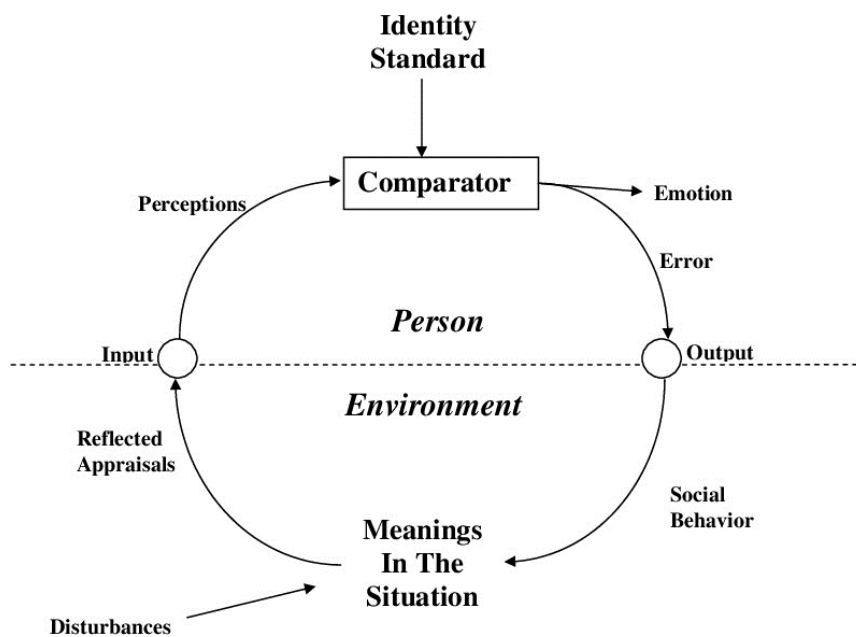 Identity
Standard
Comparator
Perceptions
Emotion
Error
Person
Input
Output
Environment
Reflected
Appraisals
Social
Behavior
Meanings
In The
Situation
Disturbances